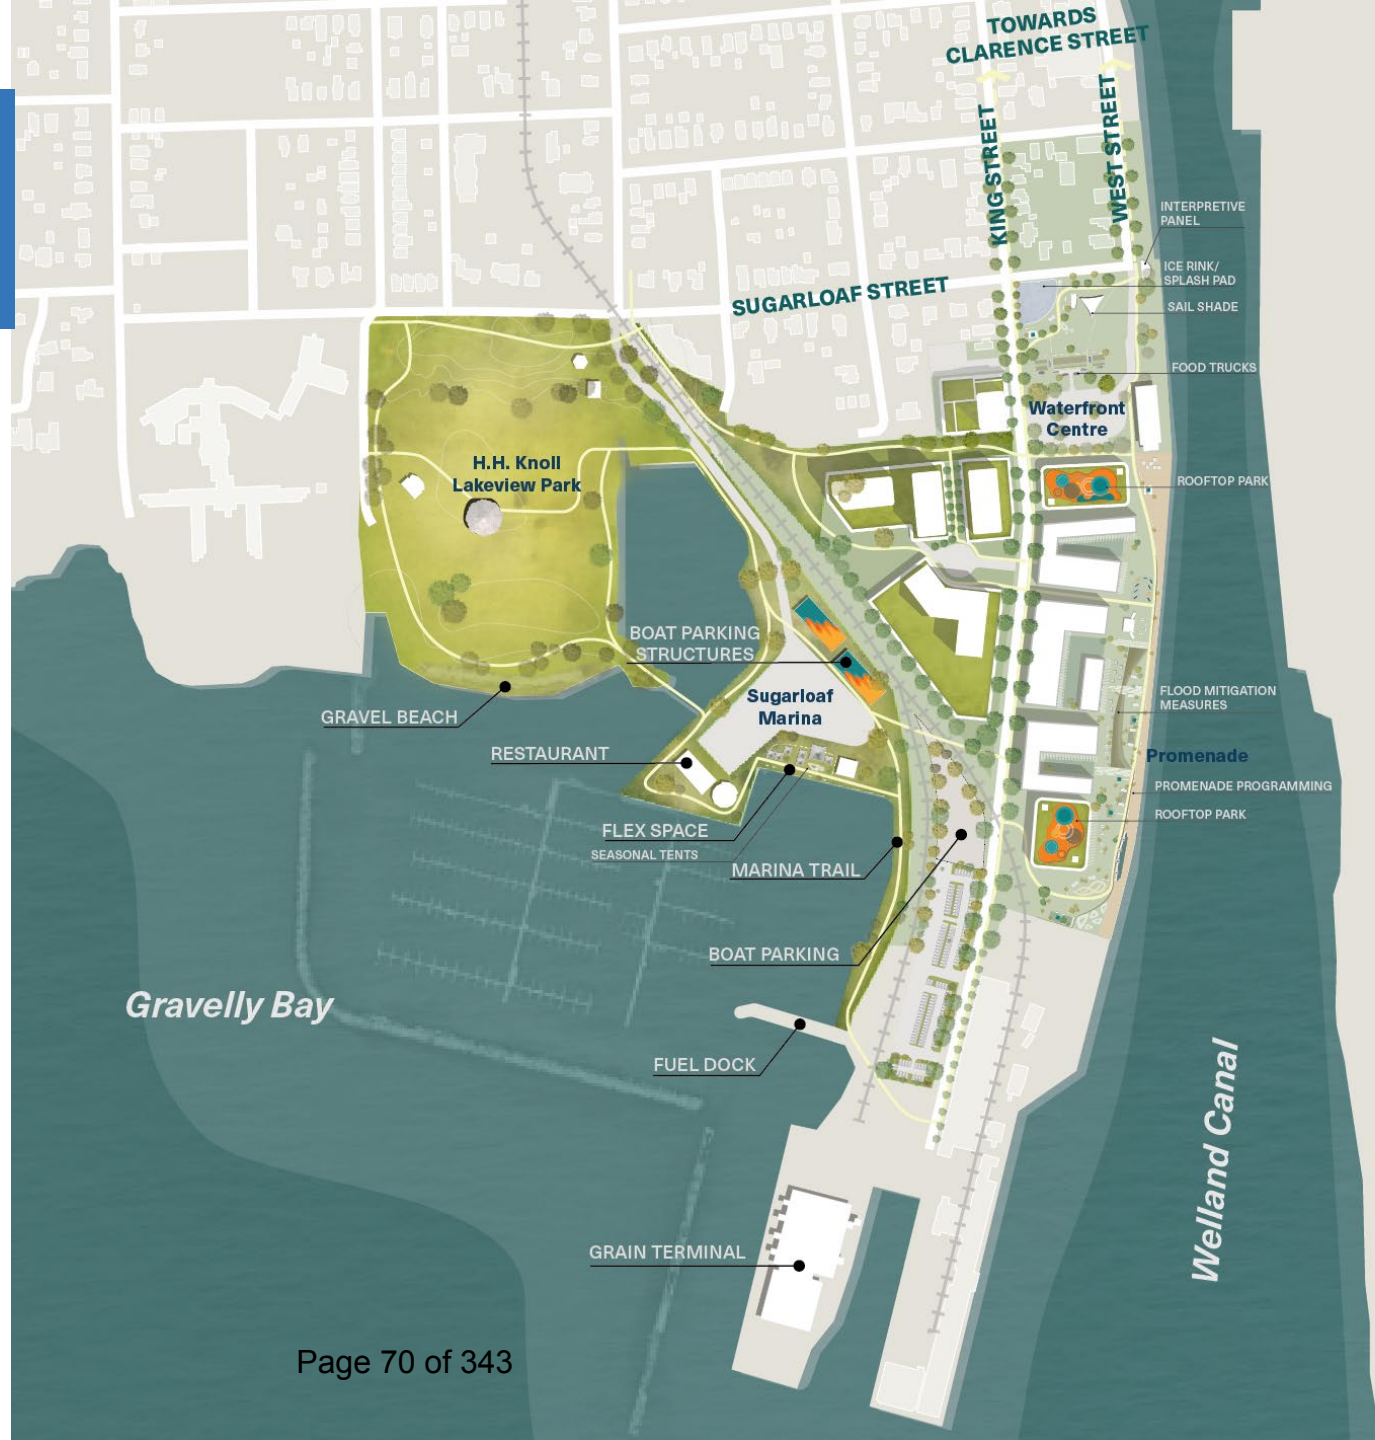 TOWARDS
CLARENCE STREET
KING STREET
WEST STREET
INTERPRETIVE
PANEL
ICE RINK/
SPLASH PAD
SUGARLOAF STREET
SAIL SHADE
FOOD TRUCKS
Waterfront
Centre
H.H. Knoll
Lakeview Park
ROOFTOP PARK
BOAT PARKING
STRUCTURES
Sugarloaf
Marina
FLOOD MITIGATION
MEASURES
GRAVEL BEACH
RESTAURANT
Promenade
PROMENADE PROGRAMMING
ROOFTOP PARK
FLEX SPACE
SEASONAL TENTS
MARINA TRAIL
BOAT PARKING
Gravelly Bay
FUEL DOCK
Welland Canal
GRAIN TERMINAL
Page 70 of 343